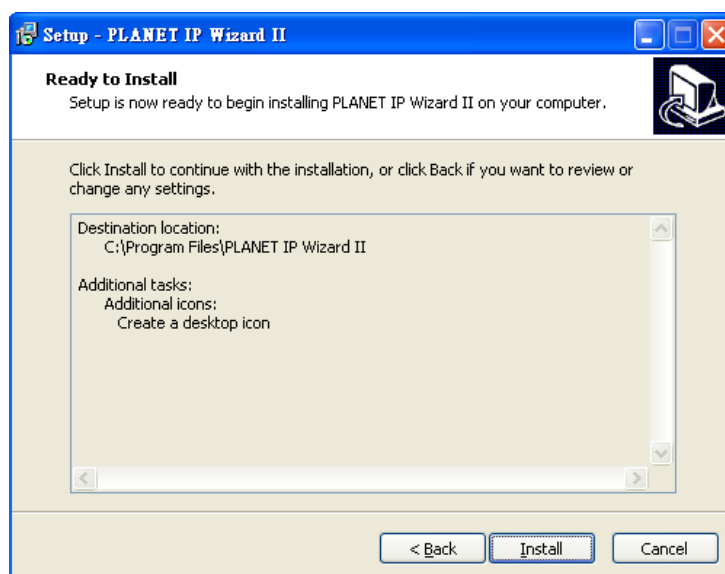 Setup - PLANET IP Wizard II
Ready to Install
Setup is now ready to begin installing PLANET IP Wizard II on your computer.
Click Install to continue with the installation, or click Back if you want to review or
change any settings.
Destination location:
C:\Program Files\PLANET IP Wizard II
Additional tasks:
Additional icons:
Create a desktop icon
< Back
Install
Cancel